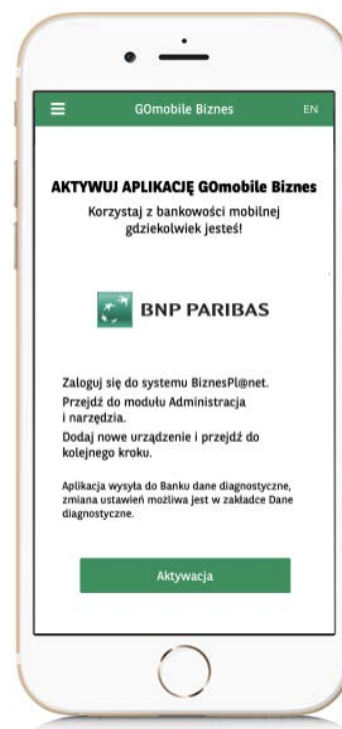 GOmobile Biznes EN
AKTYWUJ APLIKACJĘ GOmobile Biznes
Korzystaj z bankowości mobilnej
gdziekolwiek jesteś!
BNP PARIBAS
Zaloguj się do systemu BiznesPl@net.
Przejdź do modułu Administracja
i narzędzia.
Dodaj nowe urządzenie i przejdź do
kolejnego kroku.
Aplikacja wysyła do Banku dane diagnostyczne,
zmiana ustawień możliwa jest w zakładce Dane
diagnostyczne.
Aktywacja